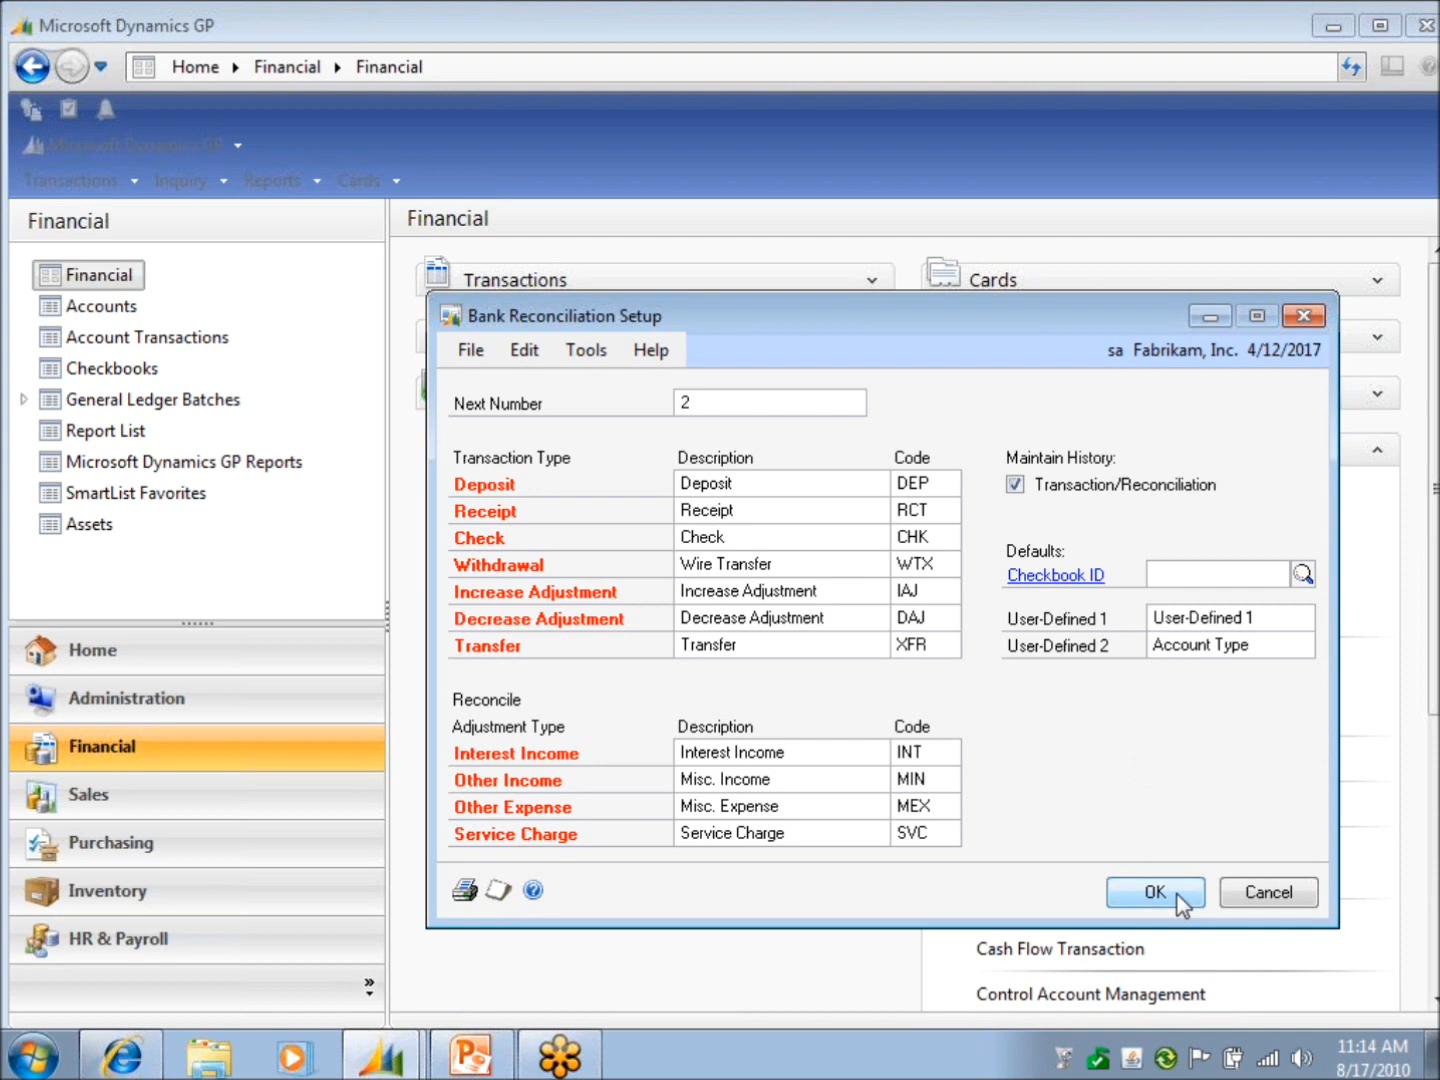 Microsoft Dynamics GP
Home Financial Financial
Microsoft Dynamics GP
Transactions Inquiry Reports Cards
Financial
Financial
Financial
Accounts
Account Transactions
Checkbooks
General Ledger Batches
Report List
Microsoft Dynamics GP Reports
SmartList Favorites
Assets
Home
Administration
Financial
Sales
Purchasing
Inventory
HR & Payroll
»
Transactions
Cards
Bank Reconciliation Setup
File Edit Tools Help
sa Fabrikam, Inc. 4/12/2017
Next Number 2
Transaction Type Description Code
Deposit Deposit DEP
Receipt Receipt RCT
Check Check CHK
Withdrawal Wire Transfer WTX
Increase Adjustment Increase Adjustment IAJ
Decrease Adjustment Decrease Adjustment DAJ
Transfer Transfer XFR
Maintain History:
Transaction/Reconciliation
Defaults:
Checkbook ID
User-Defined 1 User-Defined 1
User-Defined 2 Account Type
Reconcile
Adjustment Type Description Code
Interest Income Interest Income INT
Other Income Misc. Income MIN
Other Expense Misc. Expense MEX
Service Charge Service Charge SVC
OK Cancel
Cash Flow Transaction
Control Account Management
11:14 AM
8/17/2010